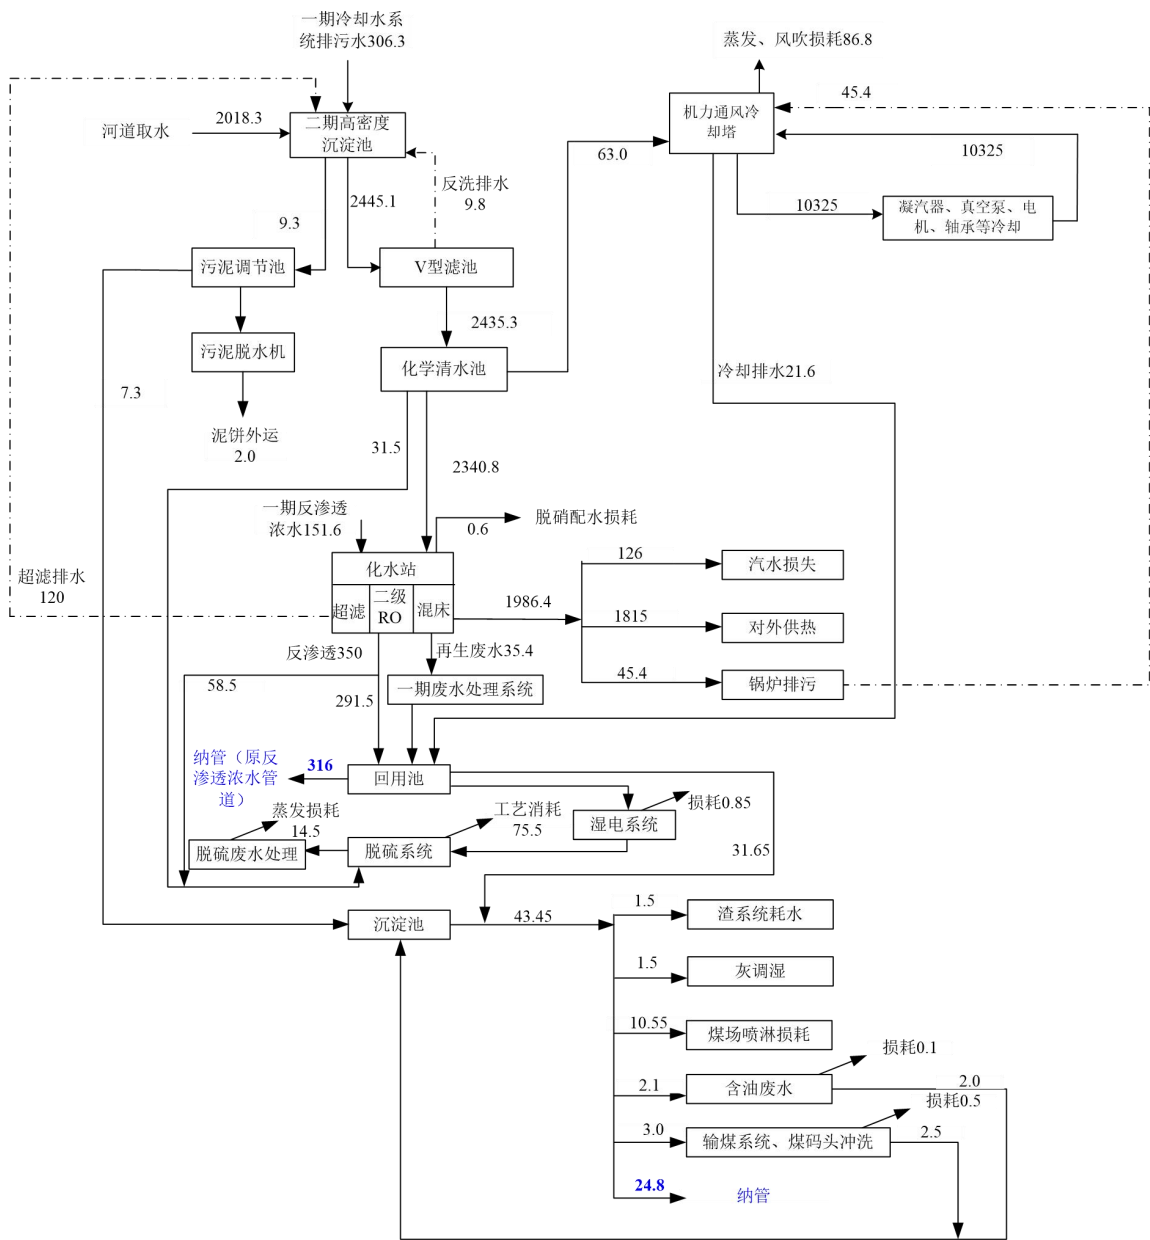 一期冷却水系
统排污水306.3
蒸发、风吹损耗86.8
45.4
河道取水
2018.3
二期高密度
沉淀池
机力通风冷
却塔
63.0
10325
反洗排水
9.8
2445.1
9.3
10325
凝汽器、真空泵、电
机、轴承等冷却
污泥调节池
V型滤池
2435.3
污泥脱水机
化学清水池
冷却排水21.6
7.3
泥饼外运
2.0
31.5
2340.8
一期反渗透
浓水151.6
0.6
脱硝配水损耗
超滤排水
120
化水站
超滤
二级
RO
混床
1986.4
126
汽水损失
1815
对外供热
45.4
锅炉排污
反渗透350
再生废水35.4
58.5
291.5
一期废水处理系统
纳管（原反
渗透浓水管
道）
316
回用池
蒸发损耗
14.5
工艺消耗
75.5
损耗0.85
湿电系统
31.65
脱硫废水处理
脱硫系统
沉淀池
43.45
1.5
渣系统耗水
1.5
灰调湿
10.55
煤场喷淋损耗
损耗0.1
2.1
含油废水
2.0
损耗0.5
3.0
输煤系统、煤码头冲洗
2.5
24.8
纳管